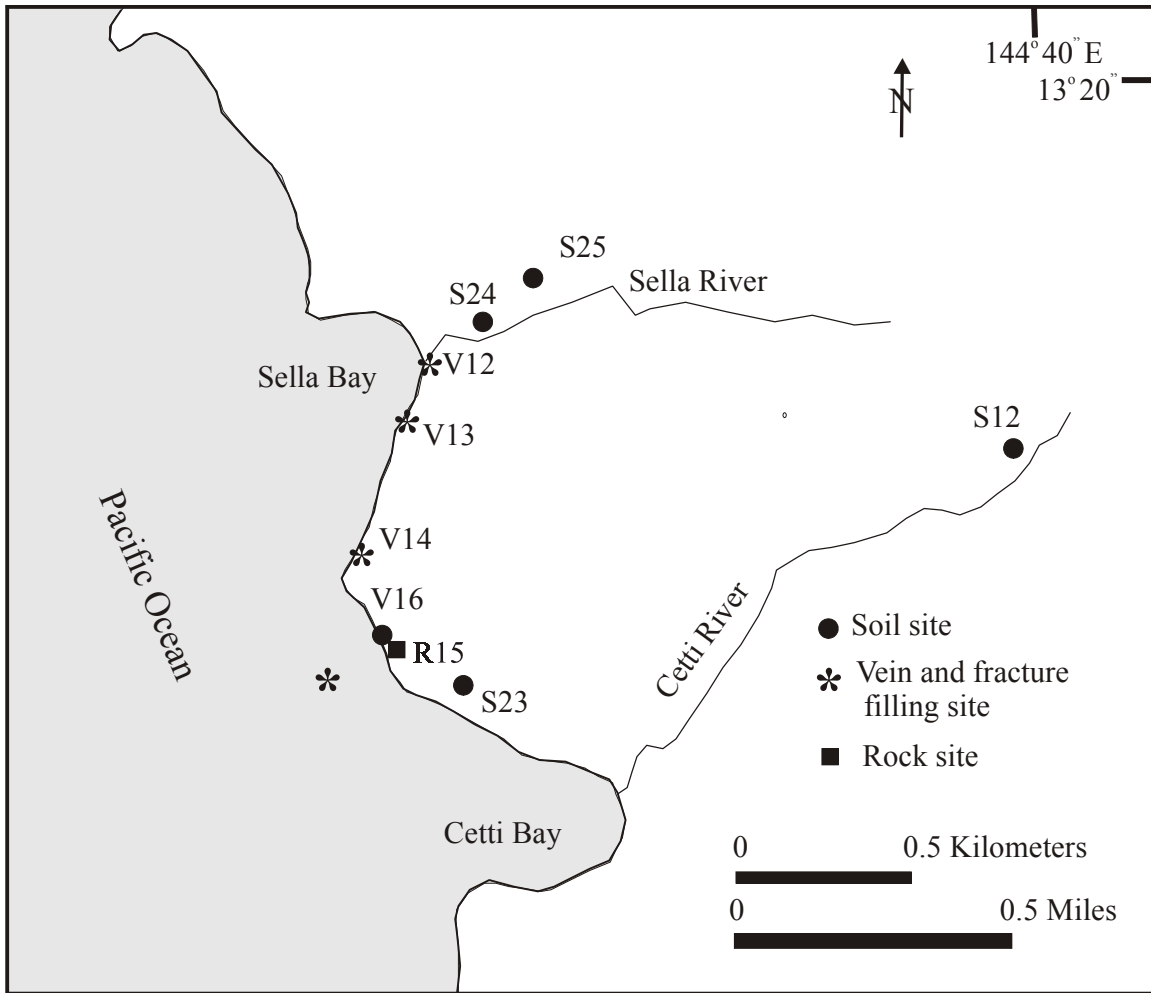 144°40” E
13°20”
N
S25
S24
Sella River
V12
Sella Bay
V13
S12
V14
Pacific Ocean
V16
R15
S23
Cetti River
Soil site
Vein and fracture
filling site
Rock site
Cetti Bay
0 0.5 Kilometers
0 0.5 Miles